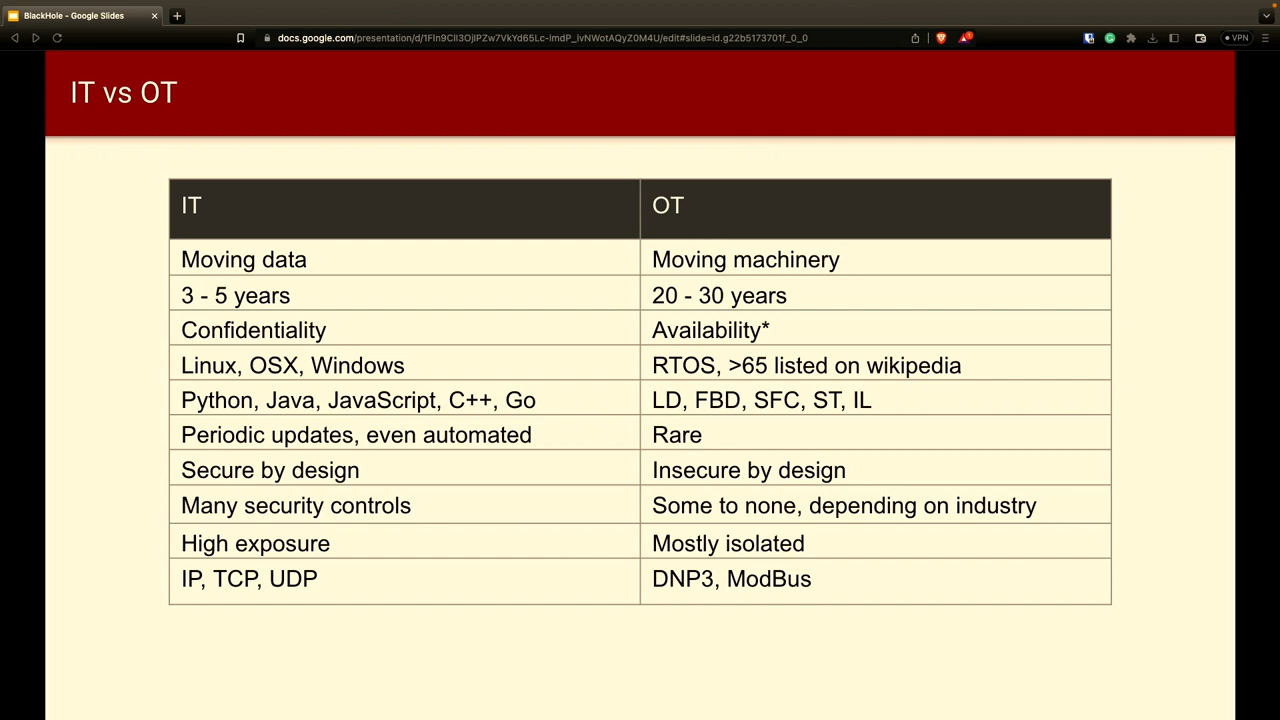 BlackHole - Google Slides
docs.google.com/presentation/d/1FIn9ClI3OjIPZw7VkYd65Lc-ImdP_ivNWotAQyZ0M4U/edit#slide=id.g22b5173701f_0_0
1
VPN
IT vs OT
IT
OT
Moving data
Moving machinery
3 - 5 years
20 - 30 years
Confidentiality
Availability*
Linux, OSX, Windows
RTOS, >65 listed on wikipedia
Python, Java, JavaScript, C++, Go
LD, FBD, SFC, ST, IL
Periodic updates, even automated
Rare
Secure by design
Insecure by design
Many security controls
Some to none, depending on industry
High exposure
Mostly isolated
IP, TCP, UDP
DNP3, ModBus